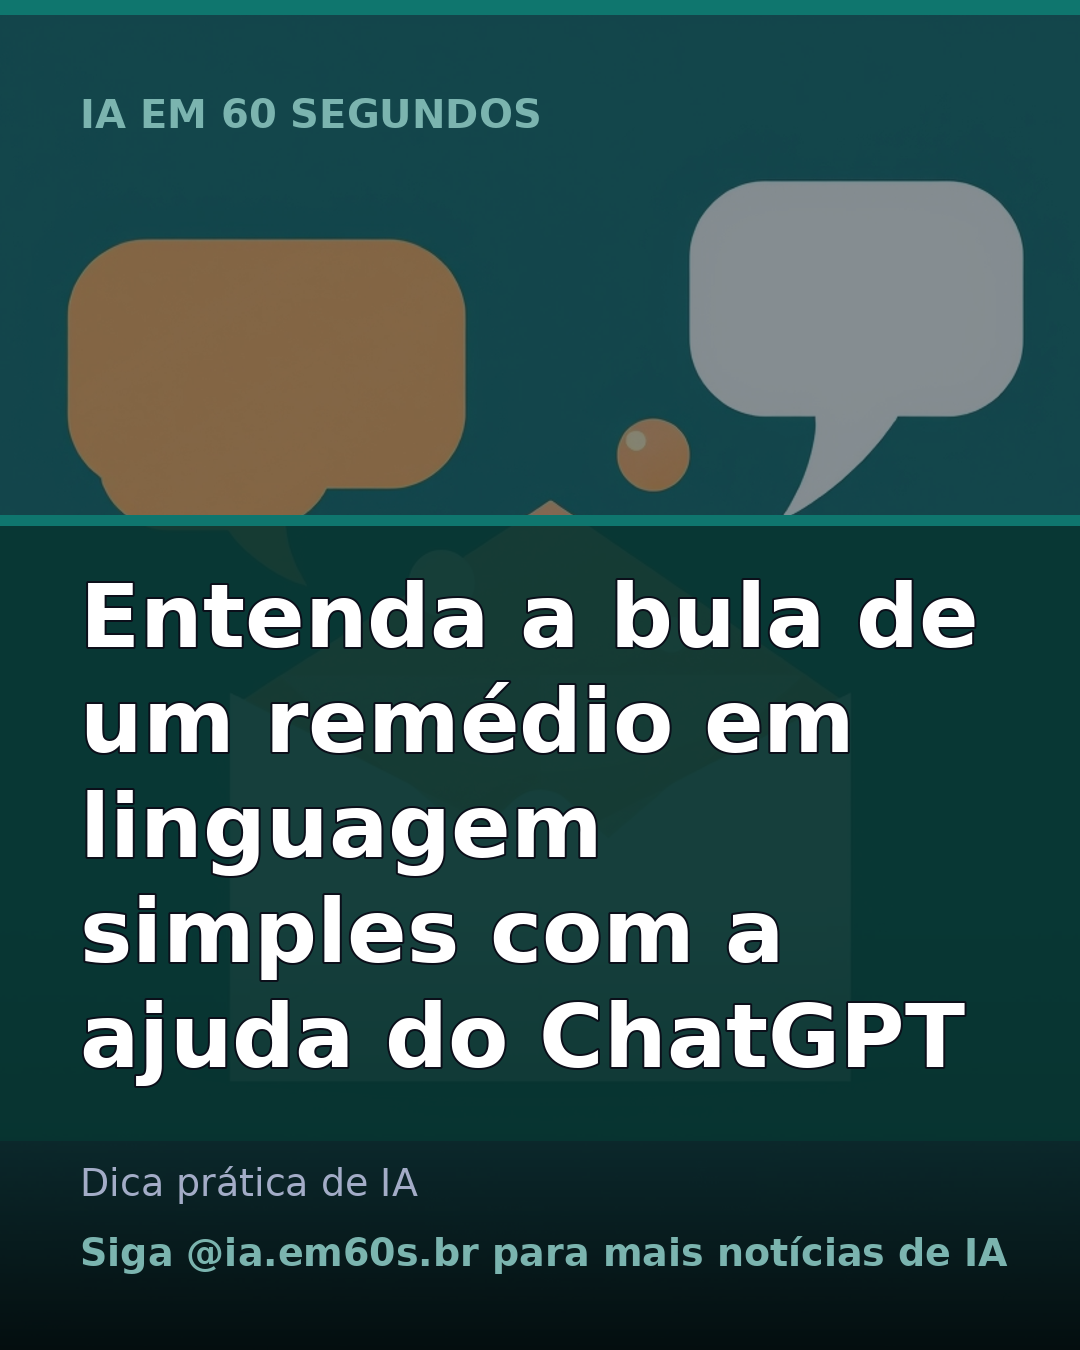 IA EM 60 SEGUNDOS
Entenda a bula de
um remédio em
linguagem
simples com a
ajuda do ChatGPT
Dica prática de IA
Siga @ia.em60s.br para mais notícias de IA